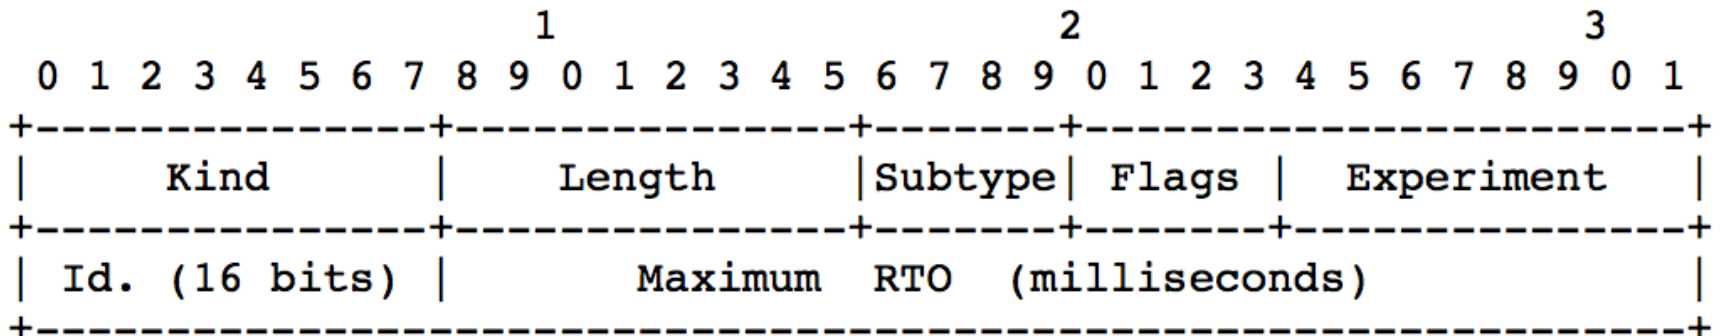 1                   2                   3
 0 1 2 3 4 5 6 7 8 9 0 1 2 3 4 5 6 7 8 9 0 1 2 3 4 5 6 7 8 9 0 1
+---------------+---------------+-------+-----------------------+
|     Kind      |    Length     |Subtype| Flags |  Experiment   |
+---------------+---------------+-------+-------+---------------+
| Id. (16 bits) |       Maximum  RTO  (milliseconds)            |
+---------------------------------------------------------------+